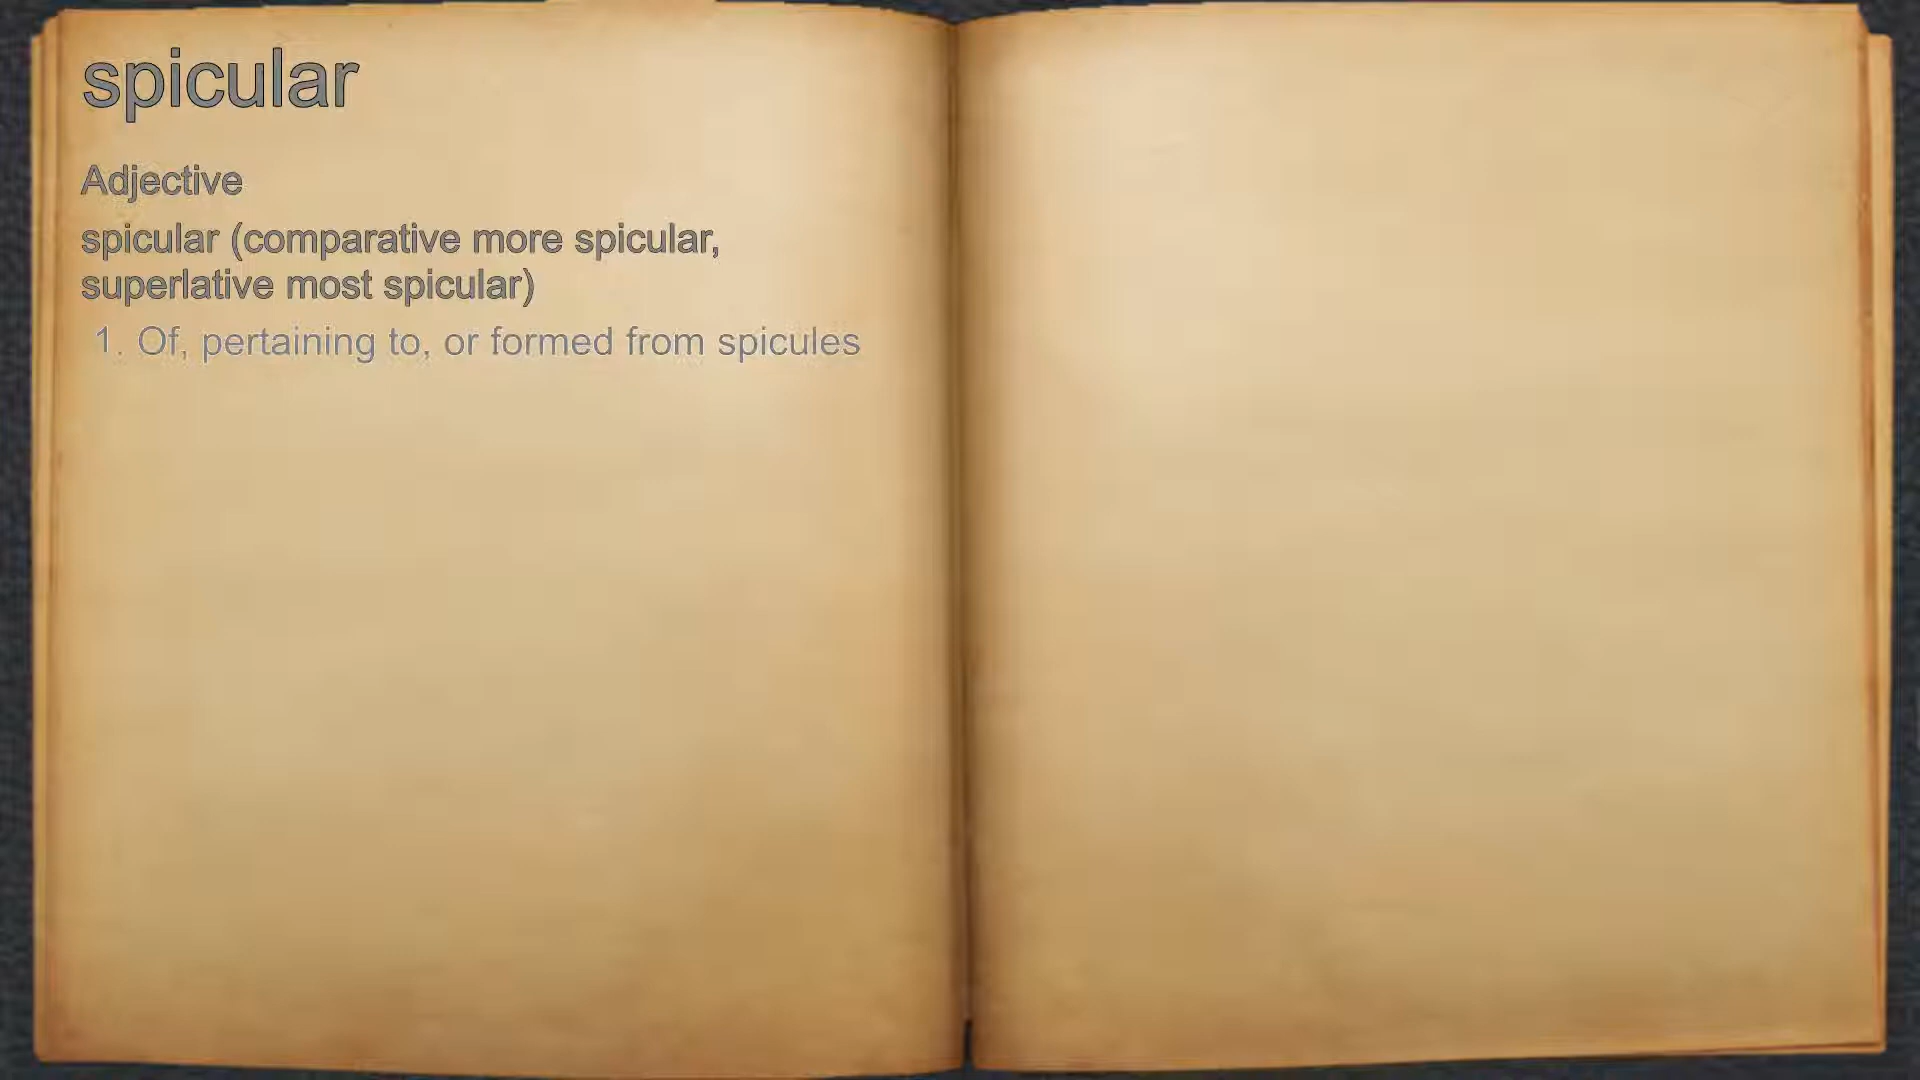 spicular
Adjective
spicular (comparative more spicular,
superlative most spicular)
1. Of, pertaining to, or formed from spicules